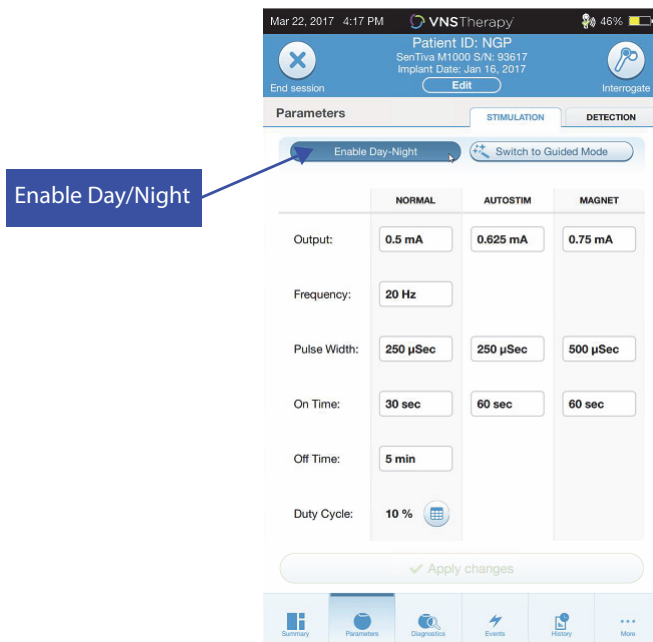 Mar 22, 2017 4:17 PM VNSTherapy 46%
Patient ID: NGP
SenTiva M1000 S/N: 93617
Implant Date: Jan 16, 2017
End session Edit Interrogate
Parameters STIMULATION DETECTION
Enable Day-Night Switch to Guided Mode
Enable Day/Night
NORMAL AUTOSTIM MAGNET
Output: 0.5 mA 0.625 mA 0.75 mA
Frequency: 20 Hz
Pulse Width: 250 µSec 250 µSec 500 µSec
On Time: 30 sec 60 sec 60 sec
Off Time: 5 min
Duty Cycle: 10 %
Apply changes
Summary Parameters Diagnostics Events History More